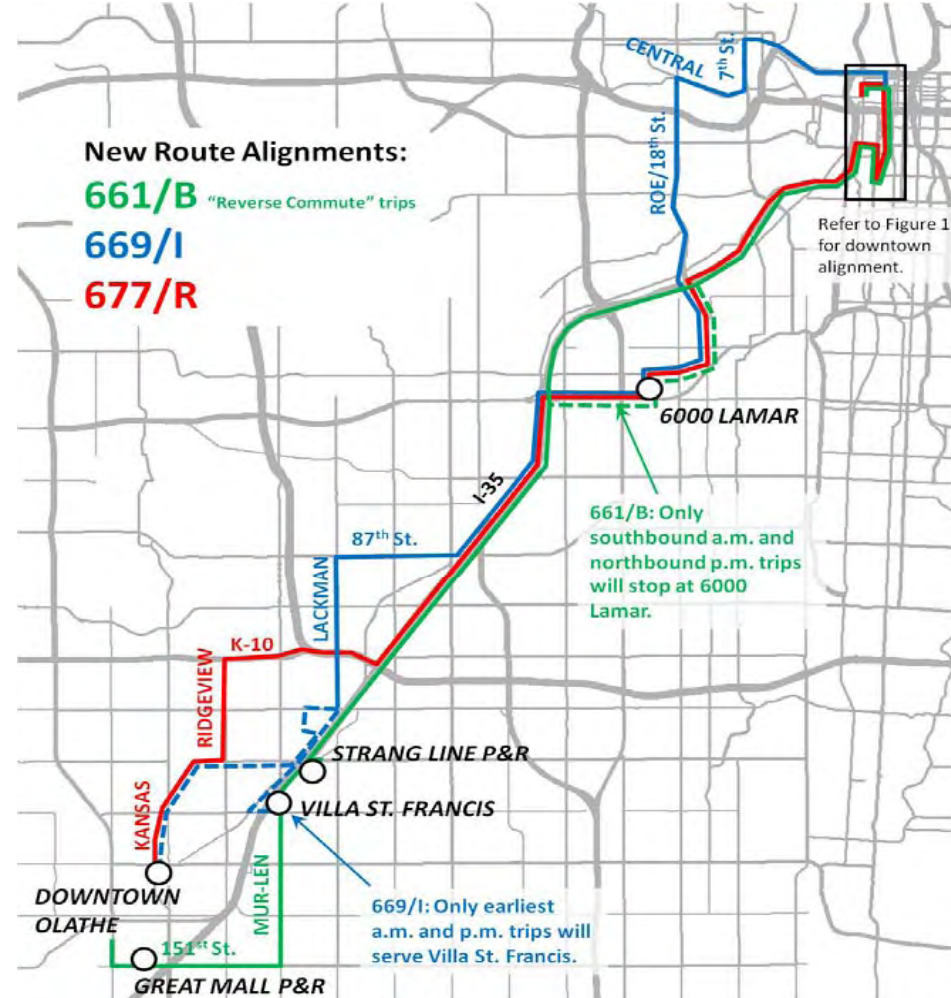 CENTRAL
7th St.
New Route Alignments:
661/B "Reverse Commute" trips
669/I
677/R
ROE/18th St.
Refer to Figure 1
for downtown
alignment.
6000 LAMAR
I-35
661/B: Only
southbound a.m. and
northbound p.m. trips
will stop at 6000
Lamar.
87th St.
LACKMAN
K-10
RIDGEVIEW
STRANG LINE P&R
VILLA ST. FRANCIS
KANSAS
MUR-LEN
DOWNTOWN
OLATHE
669/I: Only earliest
a.m. and p.m. trips will
serve Villa St. Francis.
151st St.
GREAT MALL P&R